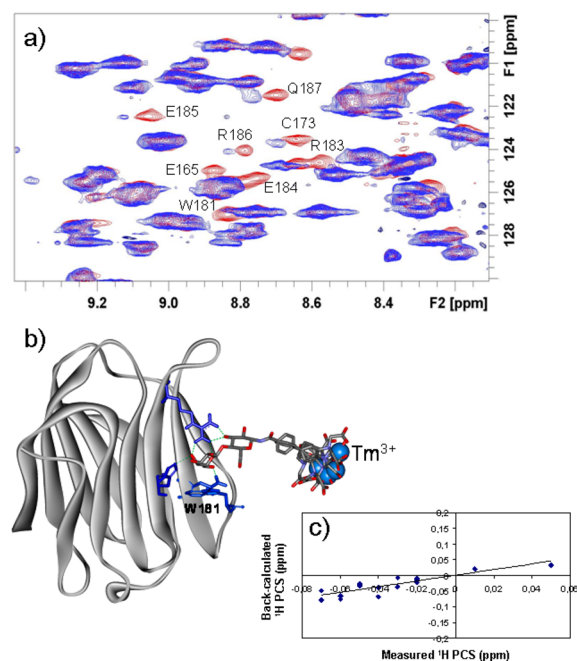 a)
Q187
E185
C173
R186
R183
E165
E184
W181
122
124
126
128
F1 [ppm]
9.2
9.0
8.8
8.6
8.4
F2 [ppm]
b)
Tm3+
W181
c)
Back-calculated
¹H PCS (ppm)
0,2
0,15
0,1
0,05
0
-0,05
-0,1
-0,15
-0,2
-0,08
-0,06
-0,04
-0,02
0
0,02
0,04
0,06
Measured ¹H PCS (ppm)